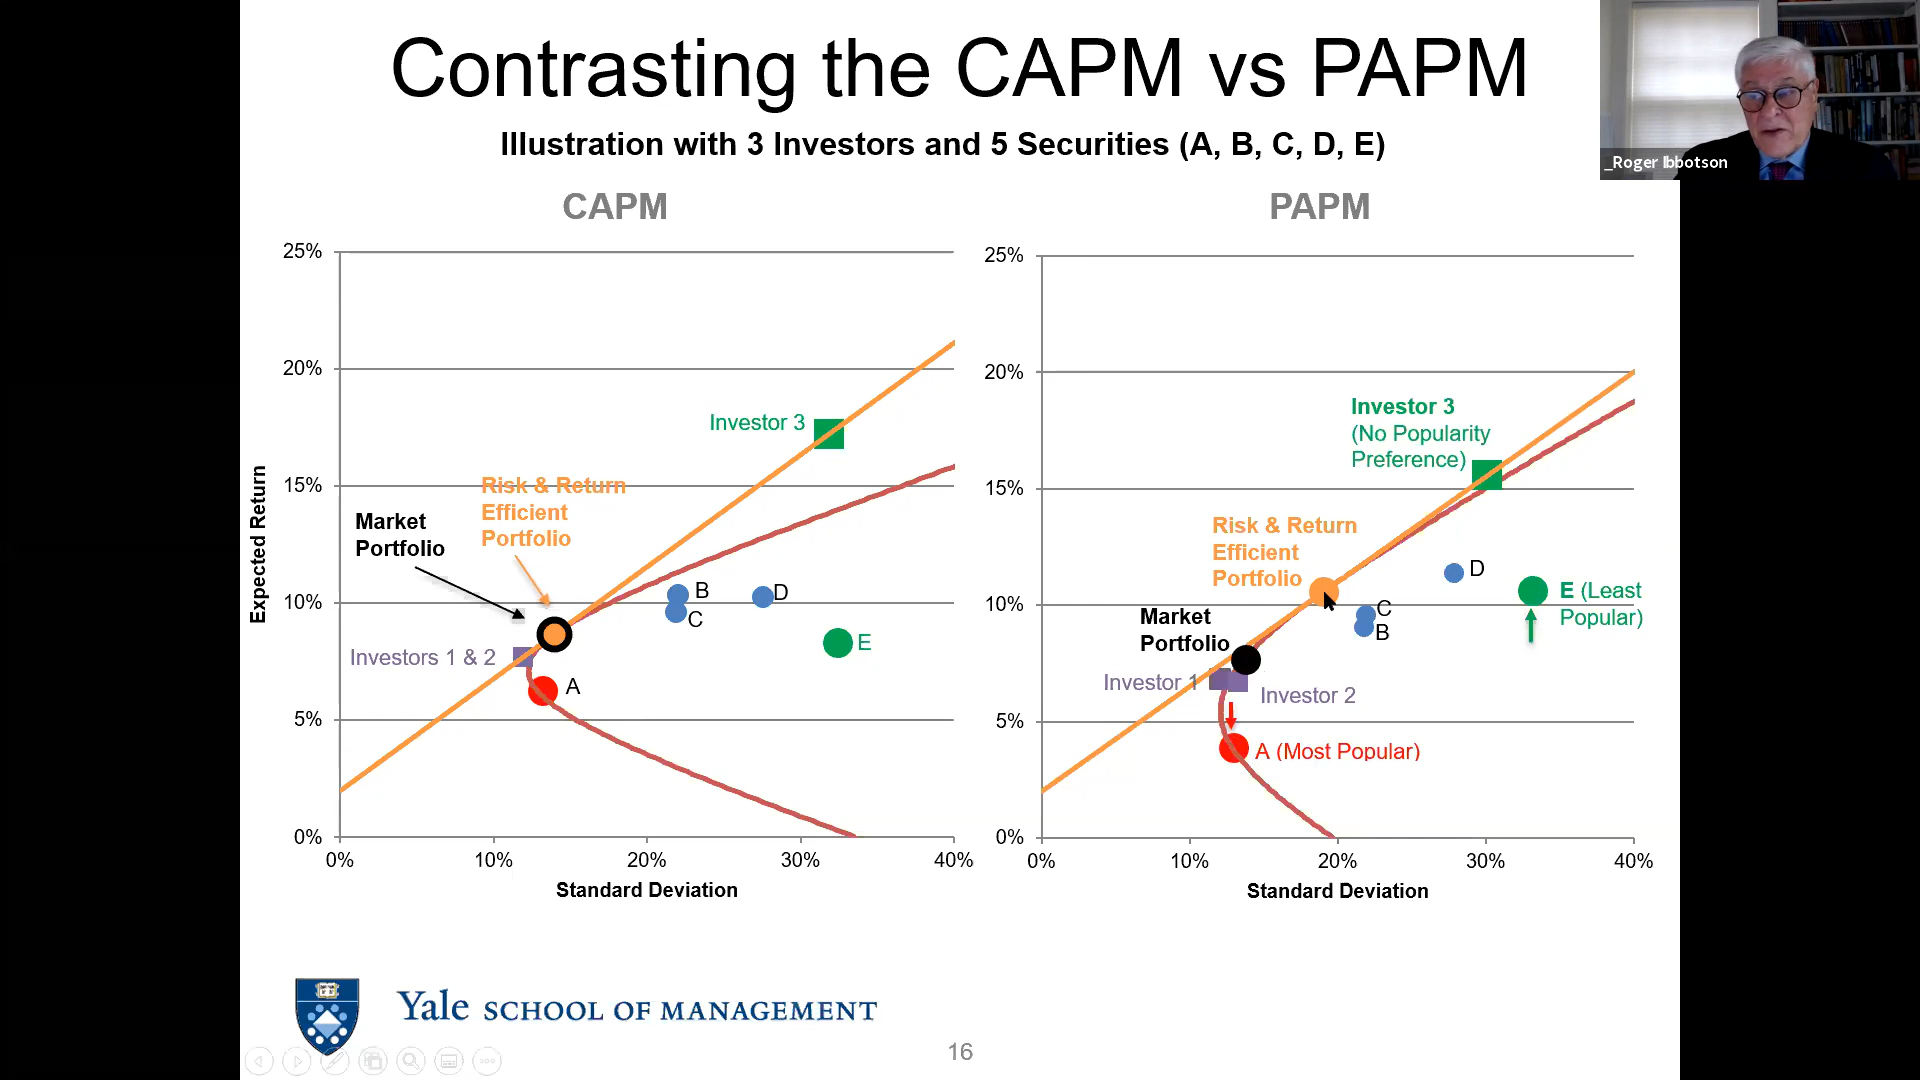 Contrasting the CAPM vs PAPM
Illustration with 3 Investors and 5 Securities (A, B, C, D, E)
_Roger Ibbotson
CAPM
Expected Return
25%
20%
15%
10%
5%
0%
0%
10%
20%
30%
40%
Standard Deviation
Investor 3
Risk & Return
Efficient
Portfolio
Market
Portfolio
Investors 1 & 2
A
B
C
D
E
PAPM
25%
20%
15%
10%
5%
0%
0%
10%
20%
30%
40%
Standard Deviation
Investor 3
(No Popularity
Preference)
Risk & Return
Efficient
Portfolio
Market
Portfolio
Investor 1
Investor 2
A (Most Popular)
C
B
D
E (Least
Popular)
Yale SCHOOL OF MANAGEMENT
16